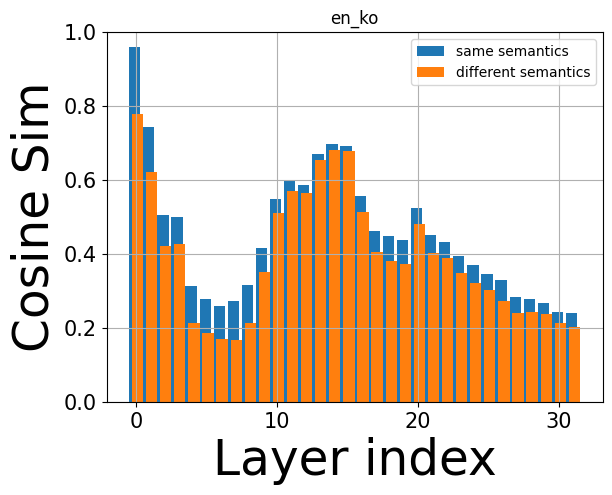 en_ko
same semantics
different semantics
Cosine Sim
1.0
0.8
0.6
0.4
0.2
0.0
0 10 20 30
Layer index